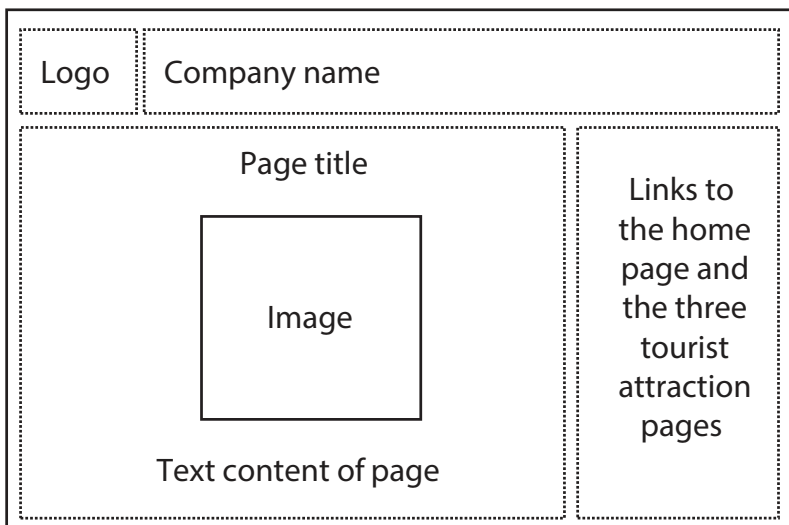 Logo
Company name
Page title
Image
Text content of page
Links to
the home
page and
the three
tourist
attraction
pages